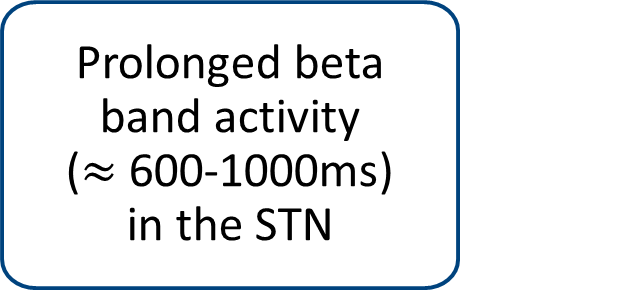 Prolonged beta
band activity
(≈ 600-1000ms)
in the STN